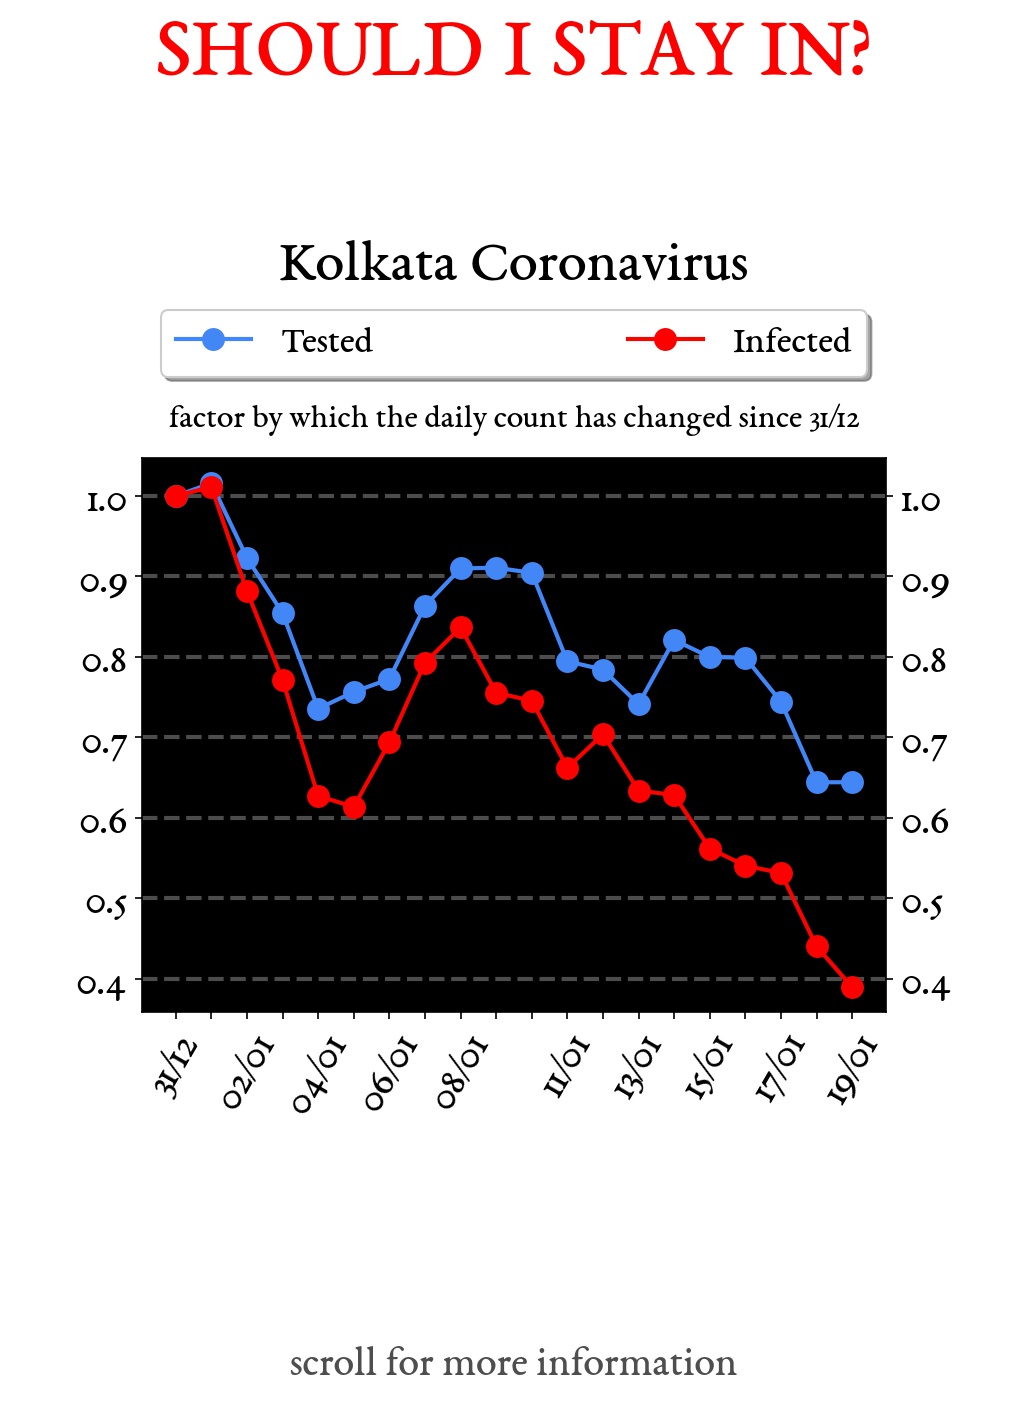 SHOULD I STAY IN?
Kolkata Coronavirus
Tested Infected
factor by which the daily count has changed since 31/12
1.0 1.0
0.9 0.9
0.8 0.8
0.7 0.7
0.6 0.6
0.5 0.5
0.4 0.4
31/12 02/01 04/01 06/01 08/01 11/01 13/01 15/01 17/01 19/01
scroll for more information